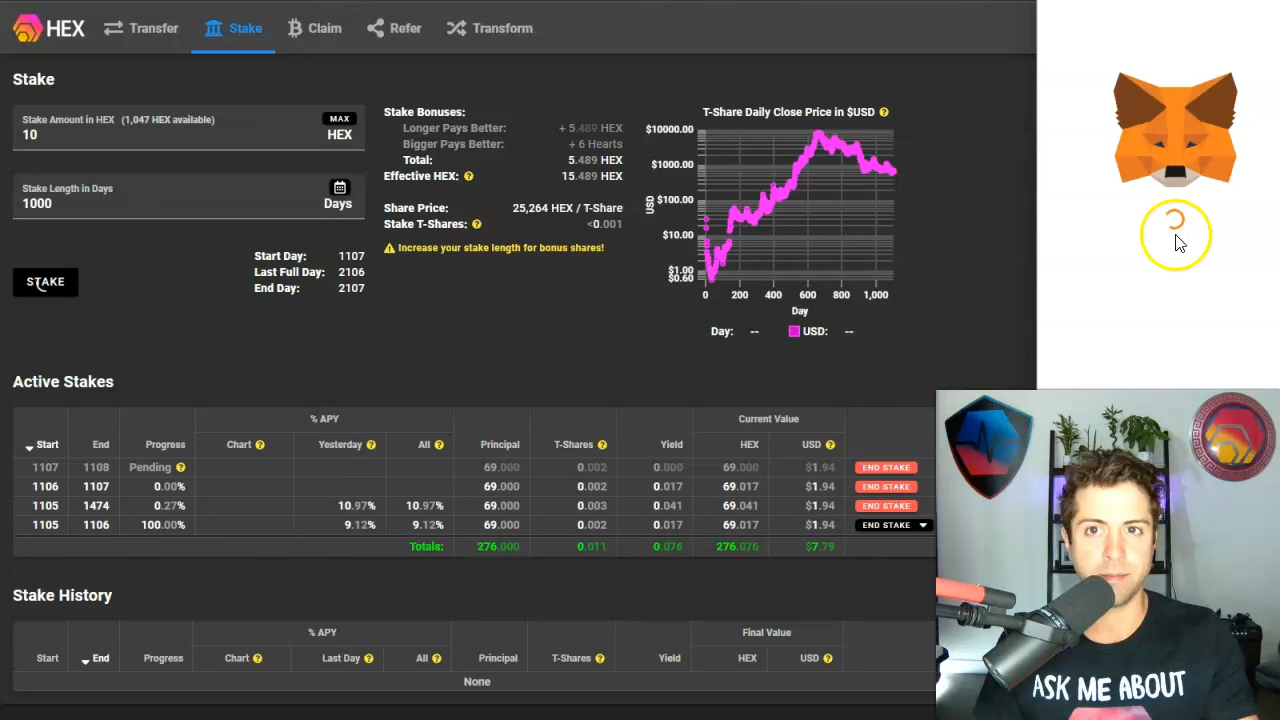 HEX
Transfer
Stake
Claim
Refer
Transform
Stake
Stake Amount in HEX (1,047 HEX available)
MAX
10
HEX
Stake Length in Days
1000
Days
Start Day: 1107
Last Full Day: 2106
End Day: 2107
STAKE
Stake Bonuses:
Longer Pays Better: + 5.489 HEX
Bigger Pays Better: + 6 Hearts
Total: 5.489 HEX
Effective HEX: ? 15.489 HEX
Share Price: 25,264 HEX / T-Share
Stake T-Shares: ? <0.001
Increase your stake length for bonus shares!
T-Share Daily Close Price in $USD ?
$10000.00
$1000.00
$100.00
$10.00
$1.00
$0.60
USD
0 200 400 600 800 1,000
Day
Day: -- USD: --
Active Stakes
% APY
Current Value
Start End Progress Chart ? Yesterday ? All ? Principal T-Shares ? Yield HEX USD ?
1107 1108 Pending ? 69.000 0.002 0.000 69.000 $1.94 END STAKE
1106 1107 0.00% 69.000 0.002 0.017 69.017 $1.94 END STAKE
1105 1474 0.27% 10.97% 10.97% 69.000 0.003 0.041 69.041 $1.94 END STAKE
1105 1106 100.00% 9.12% 9.12% 69.000 0.002 0.017 69.017 $1.94 END STAKE
Totals: 276.000 0.011 0.076 276.076 $7.79
Stake History
% APY
Final Value
Start End Progress Chart ? Last Day ? All ? Principal T-Shares ? Yield HEX USD ?
None
ASK ME ABOUT